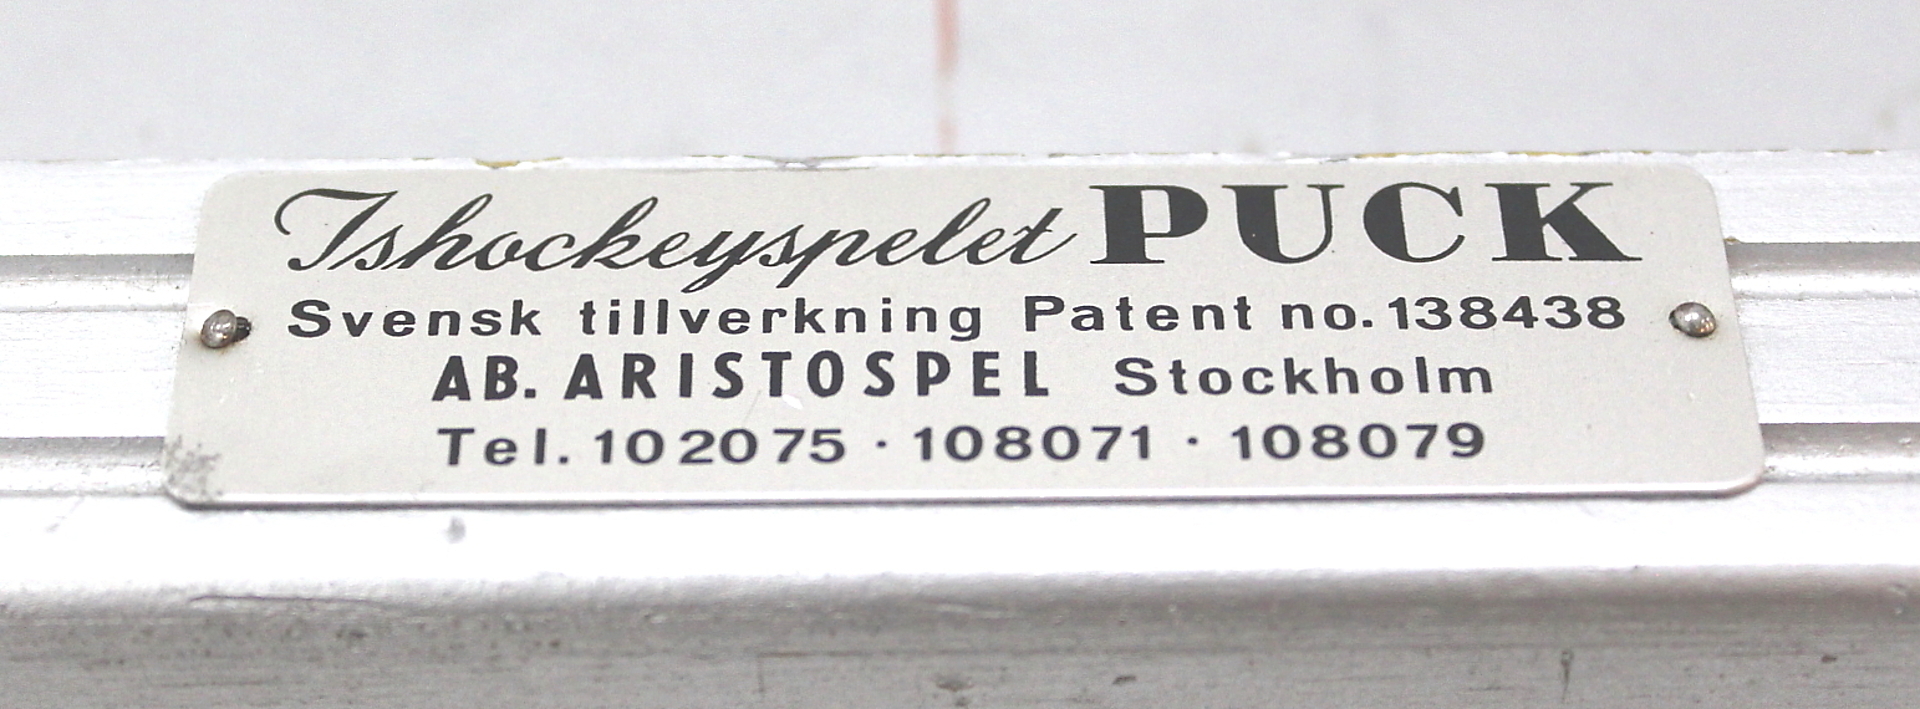 Ishockeyspelet PUCK
Svensk tillverkning Patent no. 138438
AB. ARISTOSPEL Stockholm
Tel. 102075 · 108071 · 108079